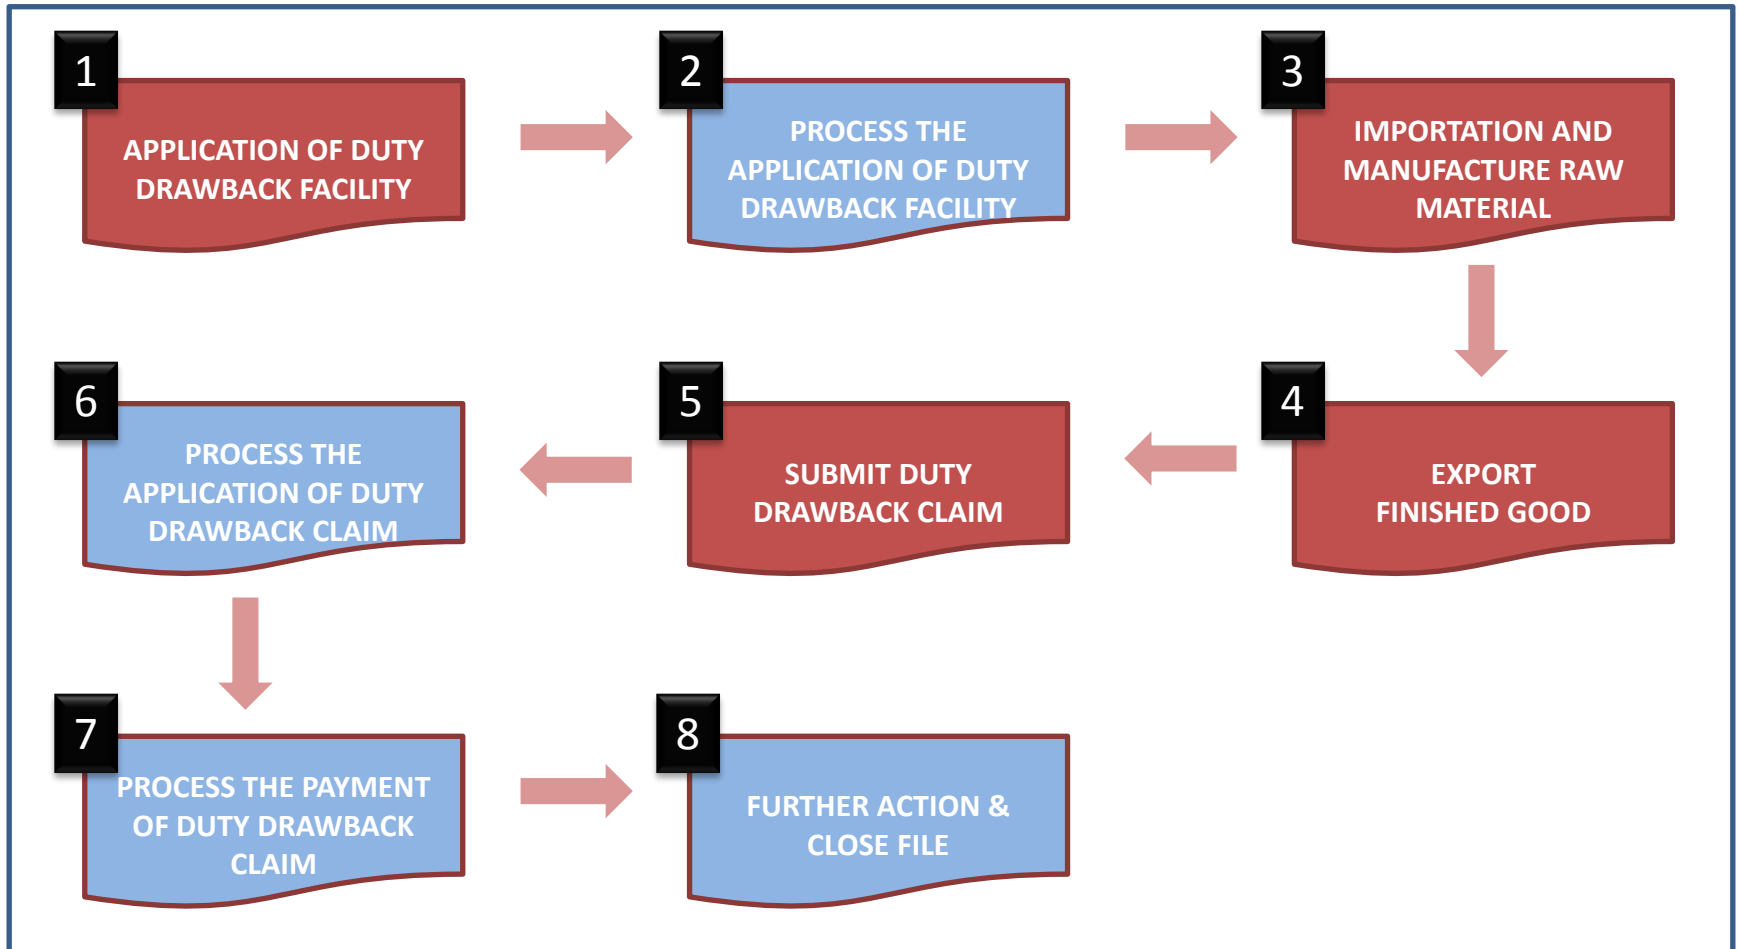 1
APPLICATION OF DUTY
DRAWBACK FACILITY
2
PROCESS THE
APPLICATION OF DUTY
DRAWBACK FACILITY
3
IMPORTATION AND
MANUFACTURE RAW
MATERIAL
4
EXPORT
FINISHED GOOD
5
SUBMIT DUTY
DRAWBACK CLAIM
6
PROCESS THE
APPLICATION OF DUTY
DRAWBACK CLAIM
7
PROCESS THE PAYMENT
OF DUTY DRAWBACK
CLAIM
8
FURTHER ACTION &
CLOSE FILE